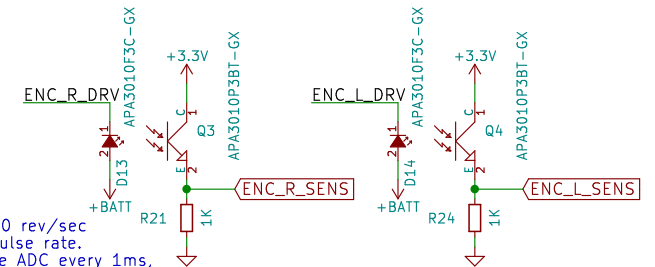 APA3010F3C-GX
APA3010P3BT-GX
APA3010F3C-GX
APA3010P3BT-GX
+3.3V
+3.3V
ENC_R_DRV
ENC_L_DRV
1
C
1
Q3
1
C
1
Q4
2
E
2
2
E
2
D13
D14
ENC_R_SENS
ENC_L_SENS
+BATT
+BATT
R21
1K
R24
1K
0 rev/sec
ulse rate.
e ADC every 1ms,